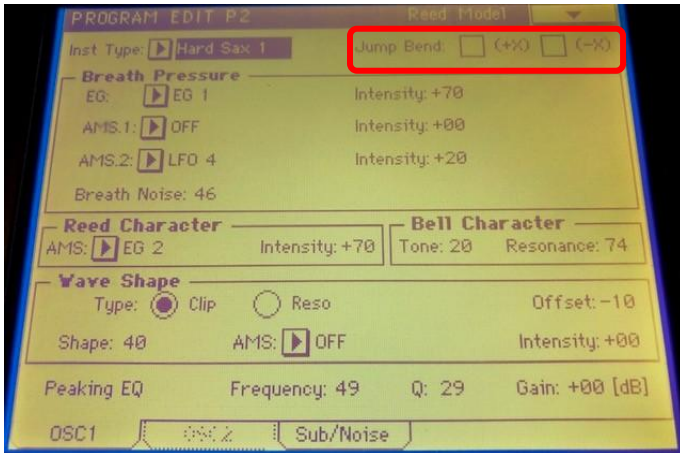 PROGRAM EDIT P2 Reed Model
Inst Type: Hard Sax 1 Jump Bend: (+X) (-X)
Breath Pressure
EG: EG 1 Intensity: +70
AMS.1: OFF Intensity: +00
AMS.2: LFO 4 Intensity: +20
Breath Noise: 46
Reed Character Bell Character
AMS: EG 2 Intensity: +70 Tone: 20 Resonance: 74
Wave Shape
Type: Clip Reso Offset: -10
Shape: 40 AMS: OFF Intensity: +00
Peaking EQ Frequency: 49 Q: 29 Gain: +00 [dB]
OSC1 OSC2 Sub/Noise